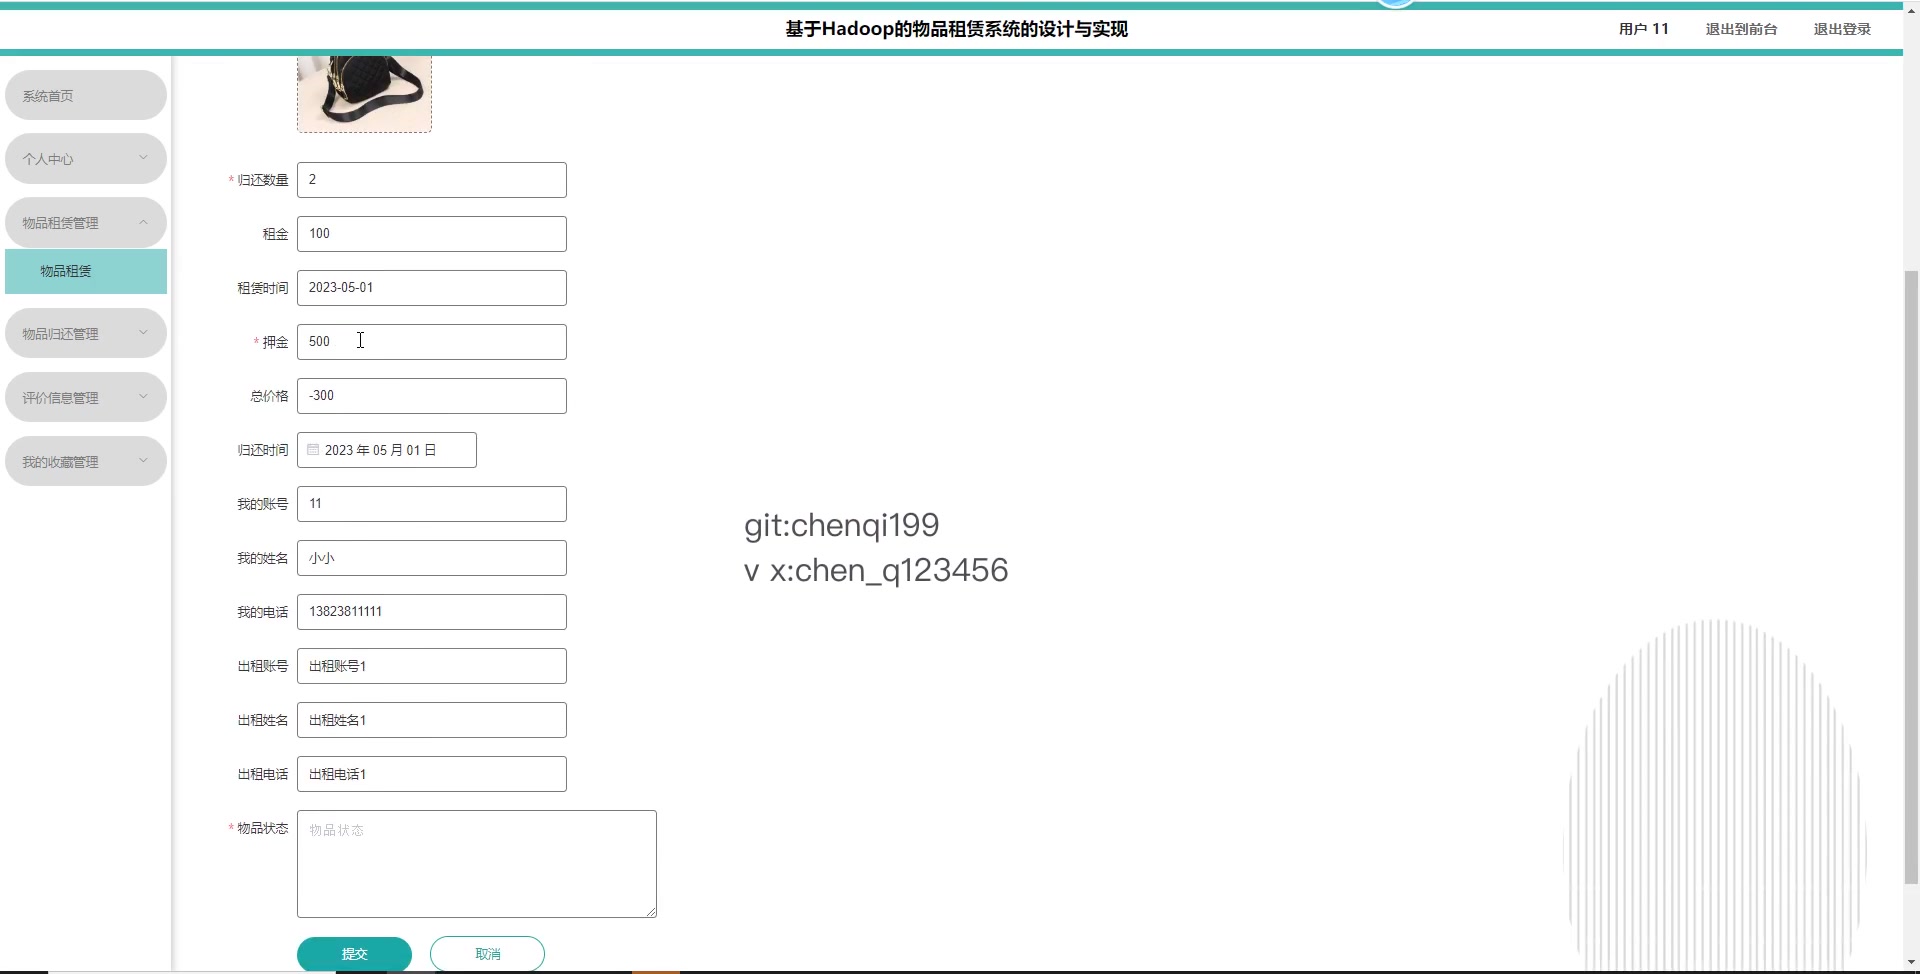 基于Hadoop的物品租赁系统的设计与实现
用户 11
退出到前台
退出登录
系统首页
个人中心
物品租赁管理
物品租赁
物品归还管理
评价信息管理
我的收藏管理
* 归还数量 2
租金 100
租赁时间 2023-05-01
* 押金 500
总价格 -300
归还时间 2023 年 05 月 01 日
我的账号 11
我的姓名 小小
我的电话 13823811111
出租账号 出租账号1
出租姓名 出租姓名1
出租电话 出租电话1
* 物品状态 物品状态
提交 取消
git:chenqi199
v x:chen_q123456